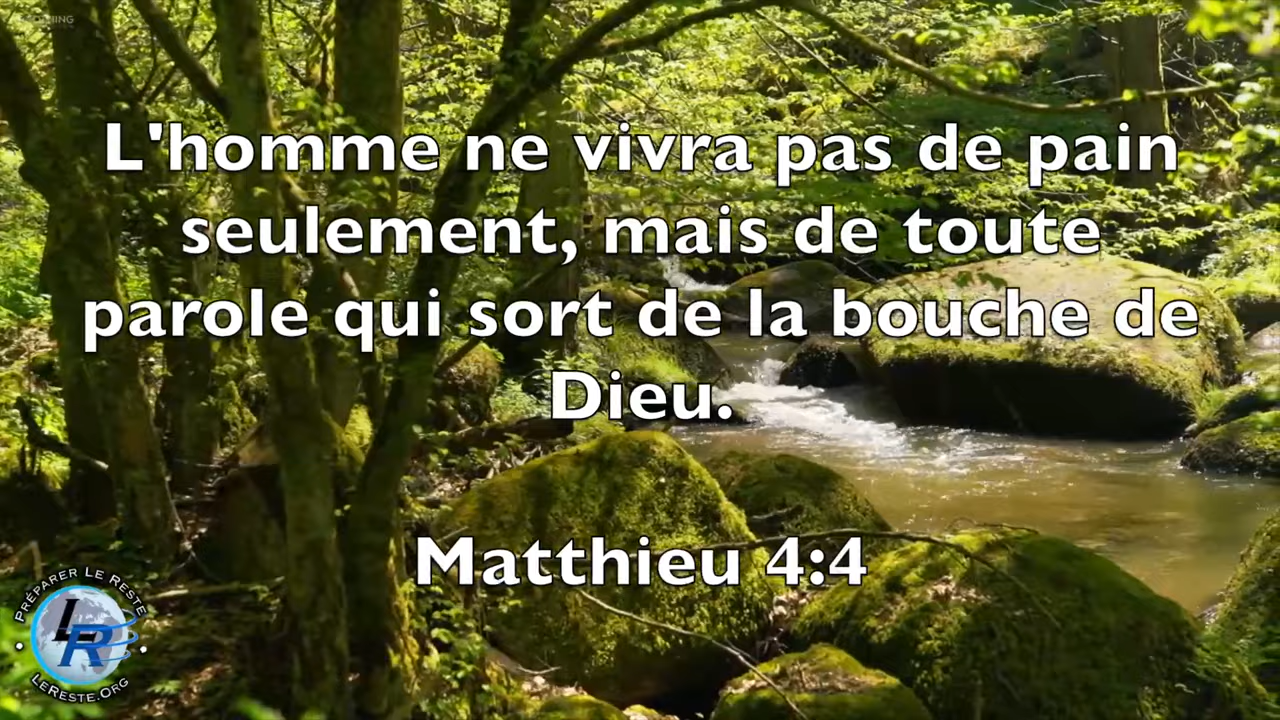 L'homme ne vivra pas de pain
seulement, mais de toute
parole qui sort de la bouche de
Dieu.
Matthieu 4:4
PRÉPARER LE RESTE
LR
LERESTE.ORG